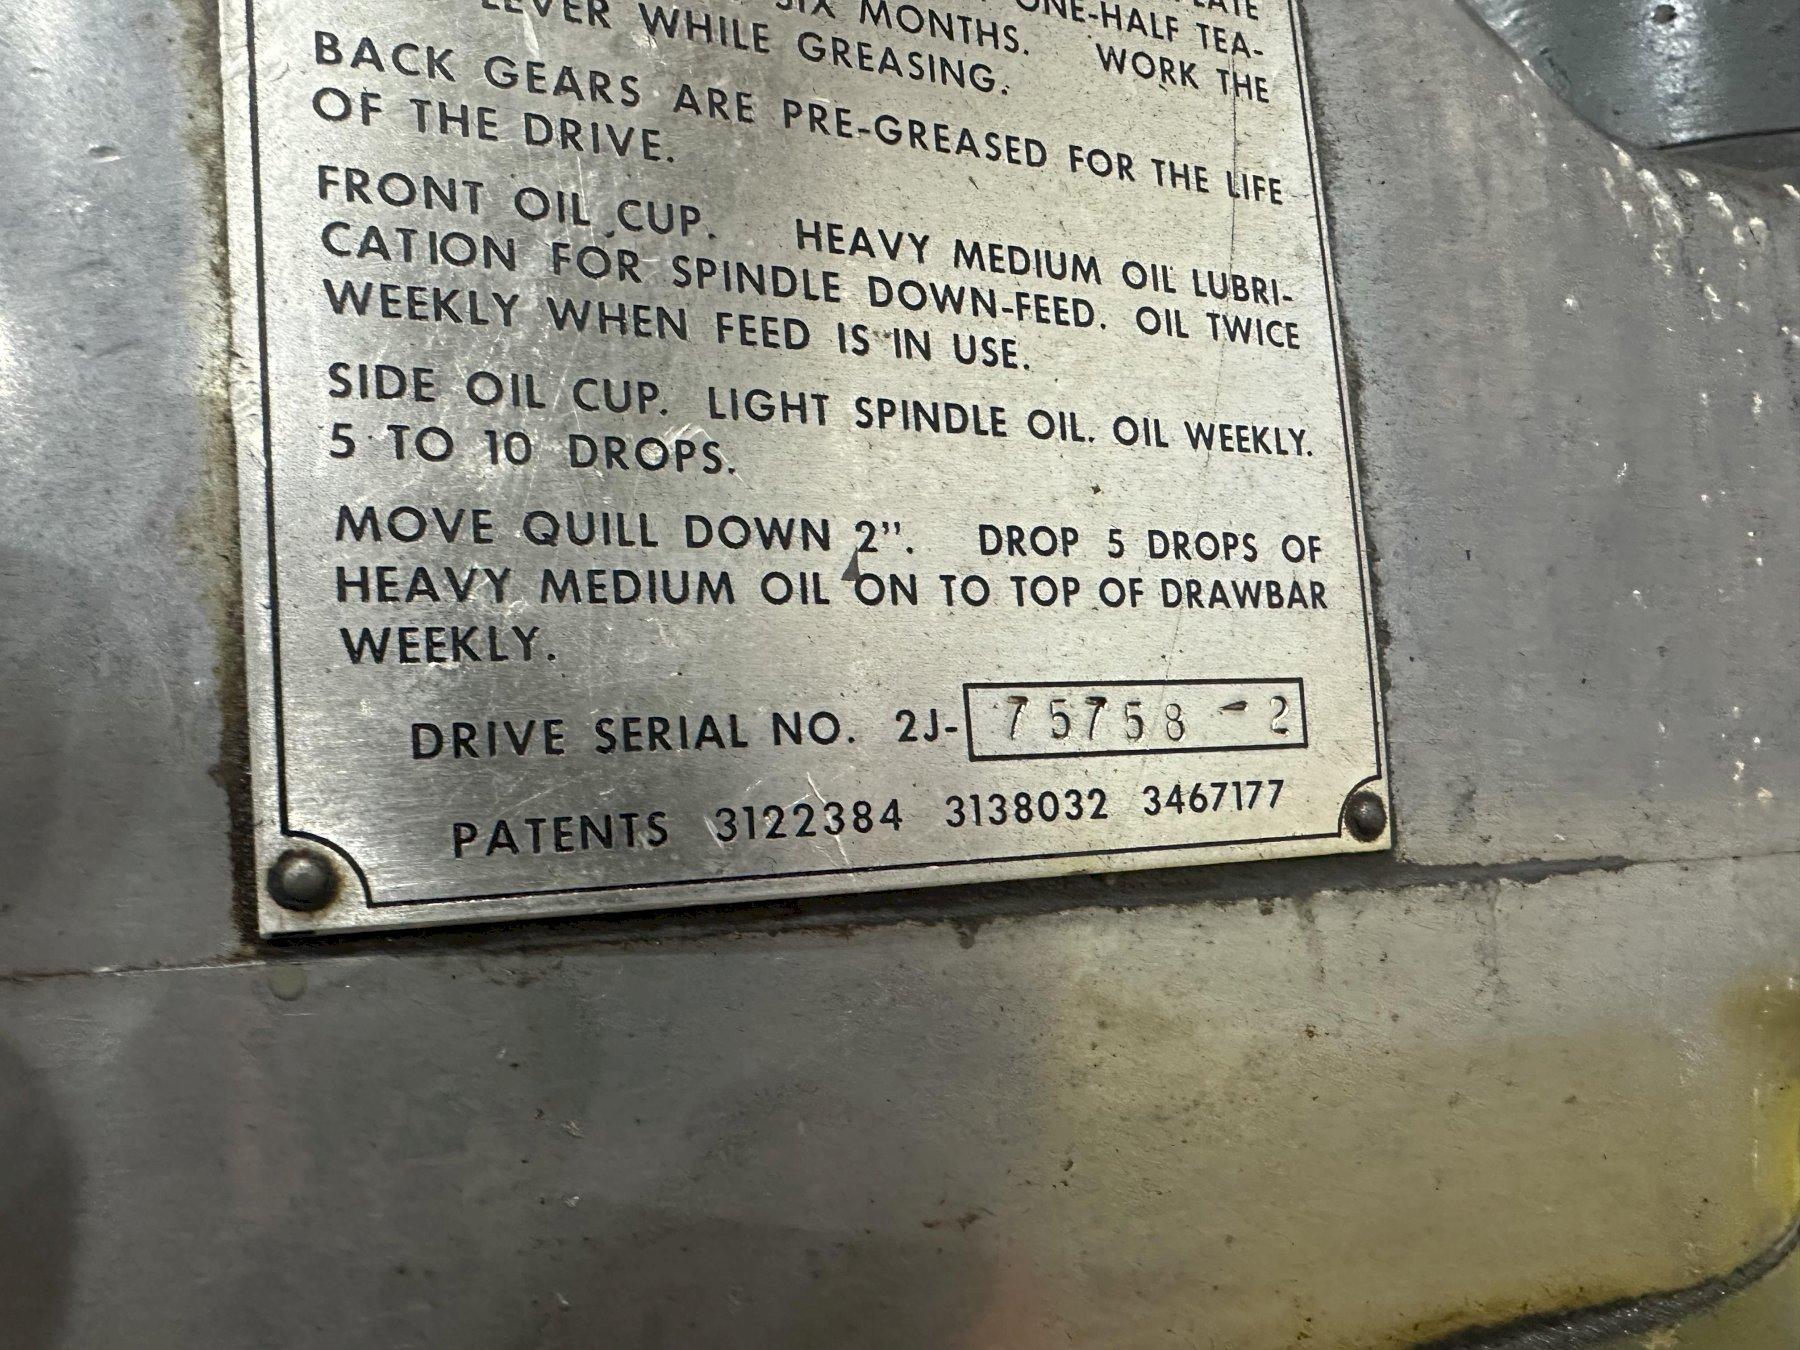 ONE-HALF TEA-
SIX MONTHS. WORK THE
LEVER WHILE GREASING.
BACK GEARS ARE PRE-GREASED FOR THE LIFE
OF THE DRIVE.
FRONT OIL CUP. HEAVY MEDIUM OIL LUBRI-
CATION FOR SPINDLE DOWN-FEED. OIL TWICE
WEEKLY WHEN FEED IS IN USE.
SIDE OIL CUP. LIGHT SPINDLE OIL. OIL WEEKLY.
5 TO 10 DROPS.
MOVE QUILL DOWN 2". DROP 5 DROPS OF
HEAVY MEDIUM OIL ON TO TOP OF DRAWBAR
WEEKLY.
DRIVE SERIAL NO. 2J-75758-2
PATENTS 3122384 3138032 3467177